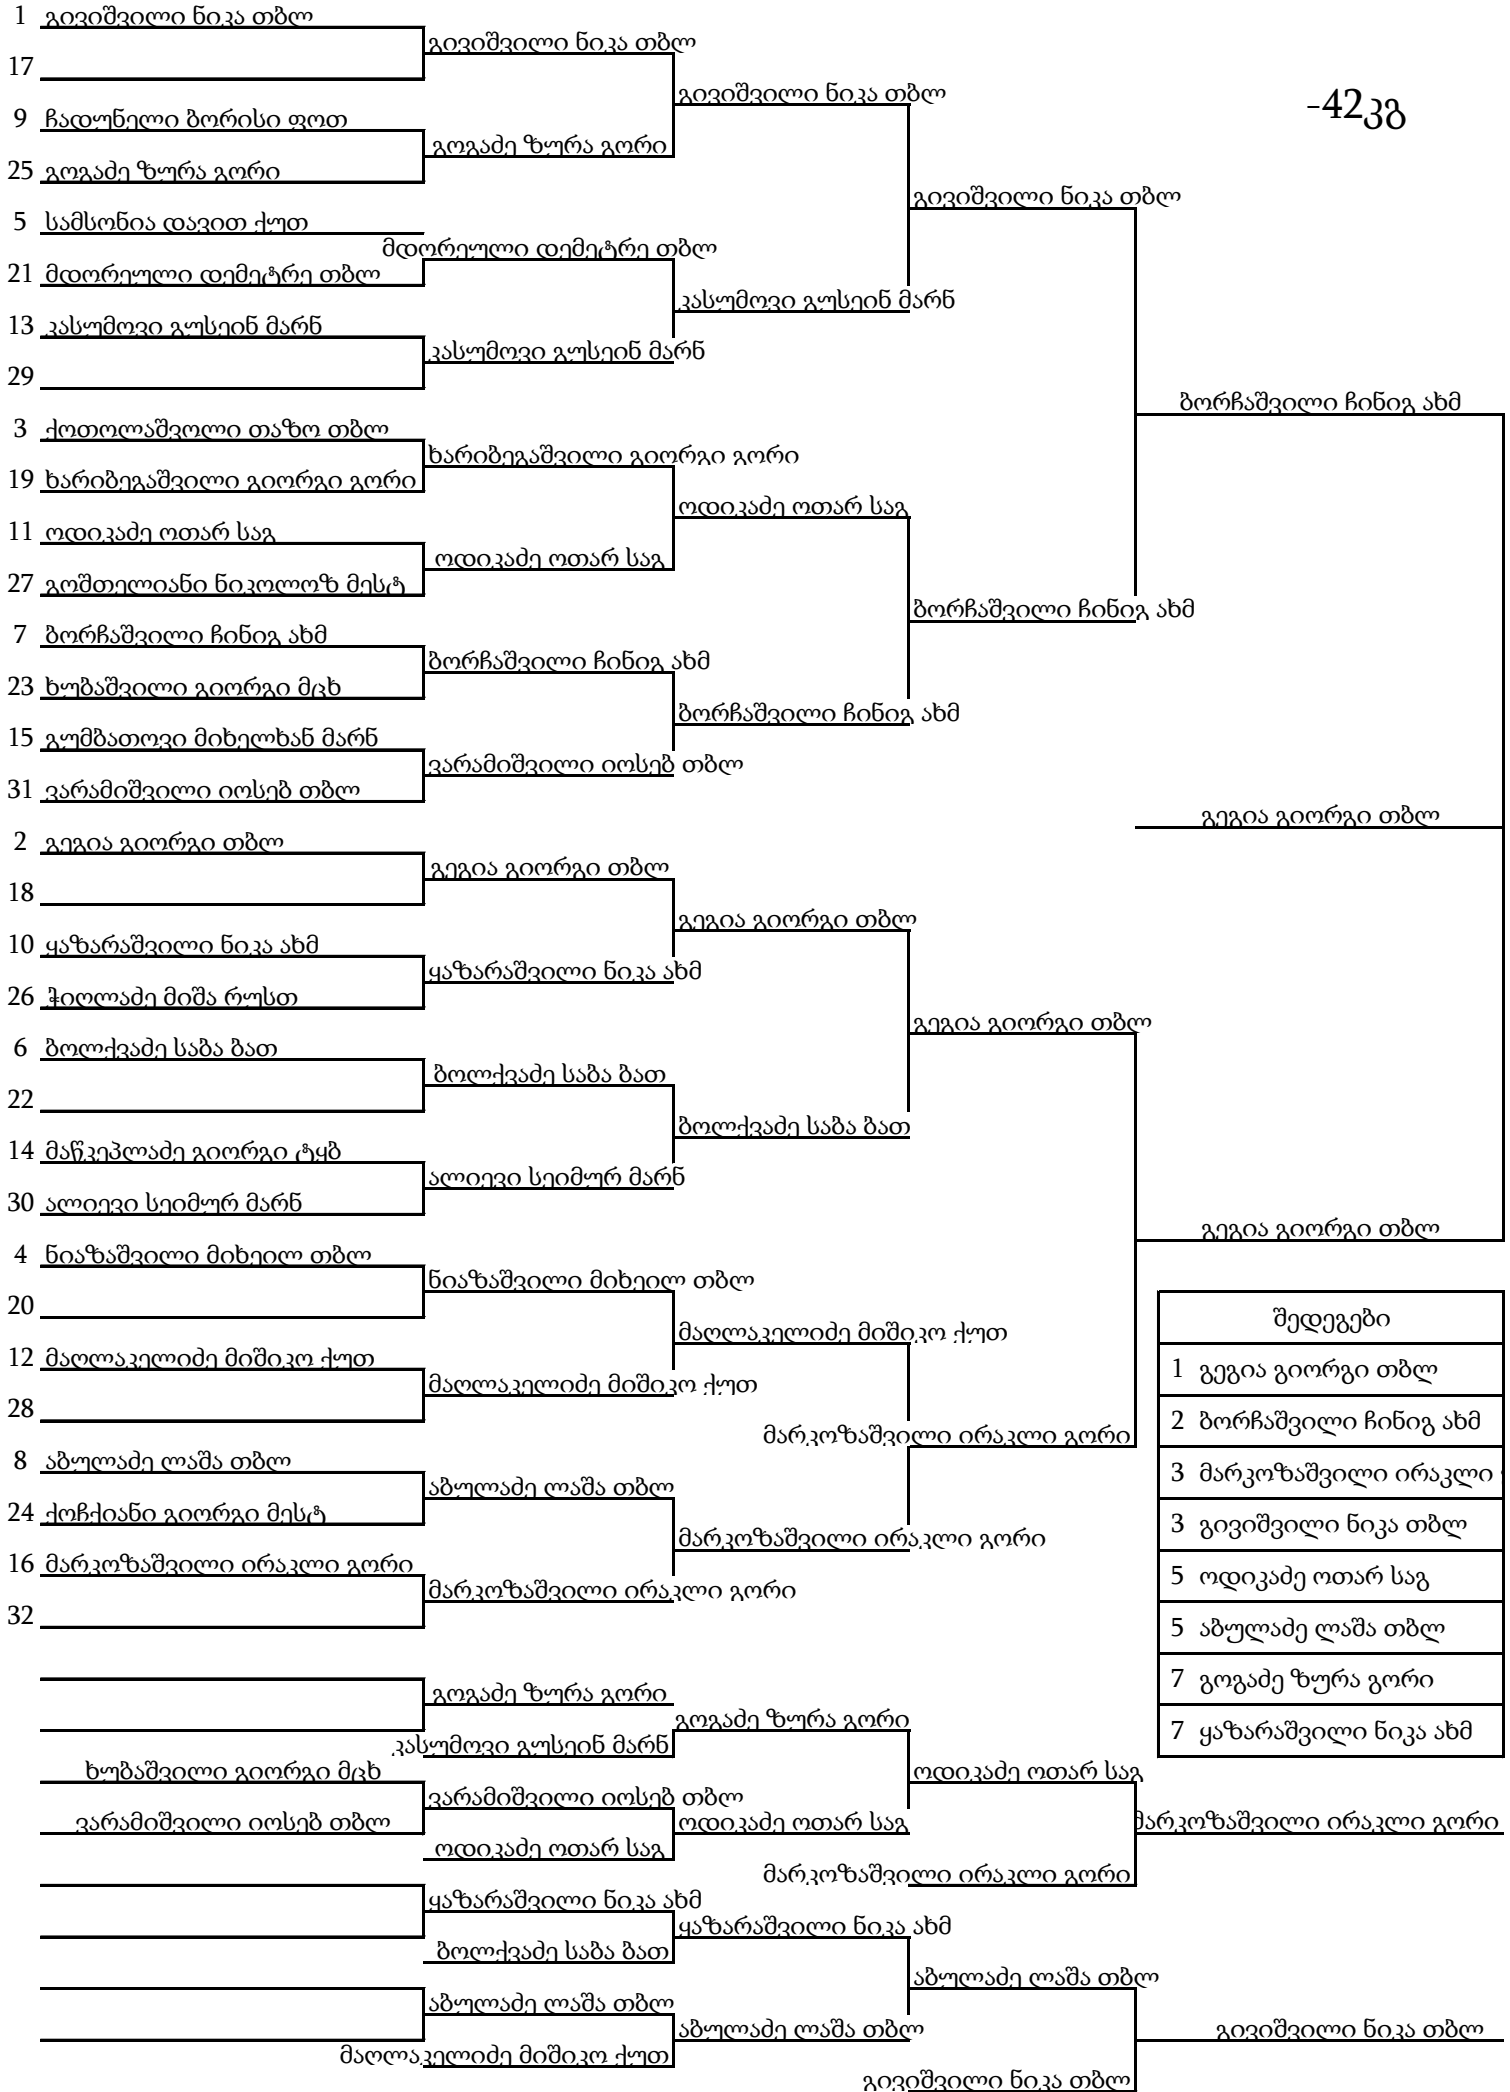 -42კგ
1 გივიშვილი ნიკა თბლ
17
9 ჩადუნელი ბორისი ფოთ
25 გოგაძე ზურა გორი
5 სამსონია დავით ქუთ
21 მდორეული დემეტრე თბლ
13 კასუმოვი გუსეინ მარნ
29
3 ქოთოლაშვოლი თაზო თბლ
19 ხარიბეგაშვილი გიორგი გორი
11 ოდიკაძე ოთარ საგ
27 გოშთელიანი ნიკოლოზ მესტ
7 ბორჩაშვილი ჩინიგ ახმ
23 ხუბაშვილი გიორგი მცხ
15 გუმბათოვი მიხელხან მარნ
31 ვარამიშვილი იოსებ თბლ
2 გეგია გიორგი თბლ
18
10 ყაზარაშვილი ნიკა ახმ
26 ჭიღლაძე მიშა რუსთ
6 ბოლქვაძე საბა ბათ
22
14 მაწკეპლაძე გიორგი ტყბ
30 ალიევი სეიმურ მარნ
4 ნიაზაშვილი მიხეილ თბლ
20
12 მაღლაკელიძე მიშიკო ქუთ
28
8 აბულაძე ლაშა თბლ
24 ქოჩქიანი გიორგი მესტ
16 მარკოზაშვილი ირაკლი გორი
32
გივიშვილი ნიკა თბლ
გოგაძე ზურა გორი
მდორეული დემეტრე თბლ
კასუმოვი გუსეინ მარნ
ხარიბეგაშვილი გიორგი გორი
ოდიკაძე ოთარ საგ
ბორჩაშვილი ჩინიგ ახმ
ვარამიშვილი იოსებ თბლ
გეგია გიორგი თბლ
ყაზარაშვილი ნიკა ახმ
ბოლქვაძე საბა ბათ
ალიევი სეიმურ მარნ
ნიაზაშვილი მიხეილ თბლ
მაღლაკელიძე მიშიკო ქუთ
აბულაძე ლაშა თბლ
მარკოზაშვილი ირაკლი გორი
გივიშვილი ნიკა თბლ
კასუმოვი გუსეინ მარნ
ოდიკაძე ოთარ საგ
ბორჩაშვილი ჩინიგ ახმ
გეგია გიორგი თბლ
ბოლქვაძე საბა ბათ
მაღლაკელიძე მიშიკო ქუთ
მარკოზაშვილი ირაკლი გორი
გივიშვილი ნიკა თბლ
ბორჩაშვილი ჩინიგ ახმ
გეგია გიორგი თბლ
მარკოზაშვილი ირაკლი გორი
ბორჩაშვილი ჩინიგ ახმ
გეგია გიორგი თბლ
გეგია გიორგი თბლ
შედეგები
1 გეგია გიორგი თბლ
2 ბორჩაშვილი ჩინიგ ახმ
3 მარკოზაშვილი ირაკლი
3 გივიშვილი ნიკა თბლ
5 ოდიკაძე ოთარ საგ
5 აბულაძე ლაშა თბლ
7 გოგაძე ზურა გორი
7 ყაზარაშვილი ნიკა ახმ
ხუბაშვილი გიორგი მცხ
ვარამიშვილი იოსებ თბლ
გოგაძე ზურა გორი
კასუმოვი გუსეინ მარნ
ვარამიშვილი იოსებ თბლ
ოდიკაძე ოთარ საგ
ყაზარაშვილი ნიკა ახმ
ბოლქვაძე საბა ბათ
აბულაძე ლაშა თბლ
მაღლაკელიძე მიშიკო ქუთ
გოგაძე ზურა გორი
ოდიკაძე ოთარ საგ
ყაზარაშვილი ნიკა ახმ
აბულაძე ლაშა თბლ
ოდიკაძე ოთარ საგ
მარკოზაშვილი ირაკლი გორი
აბულაძე ლაშა თბლ
გივიშვილი ნიკა თბლ
მარკოზაშვილი ირაკლი გორი
გივიშვილი ნიკა თბლ